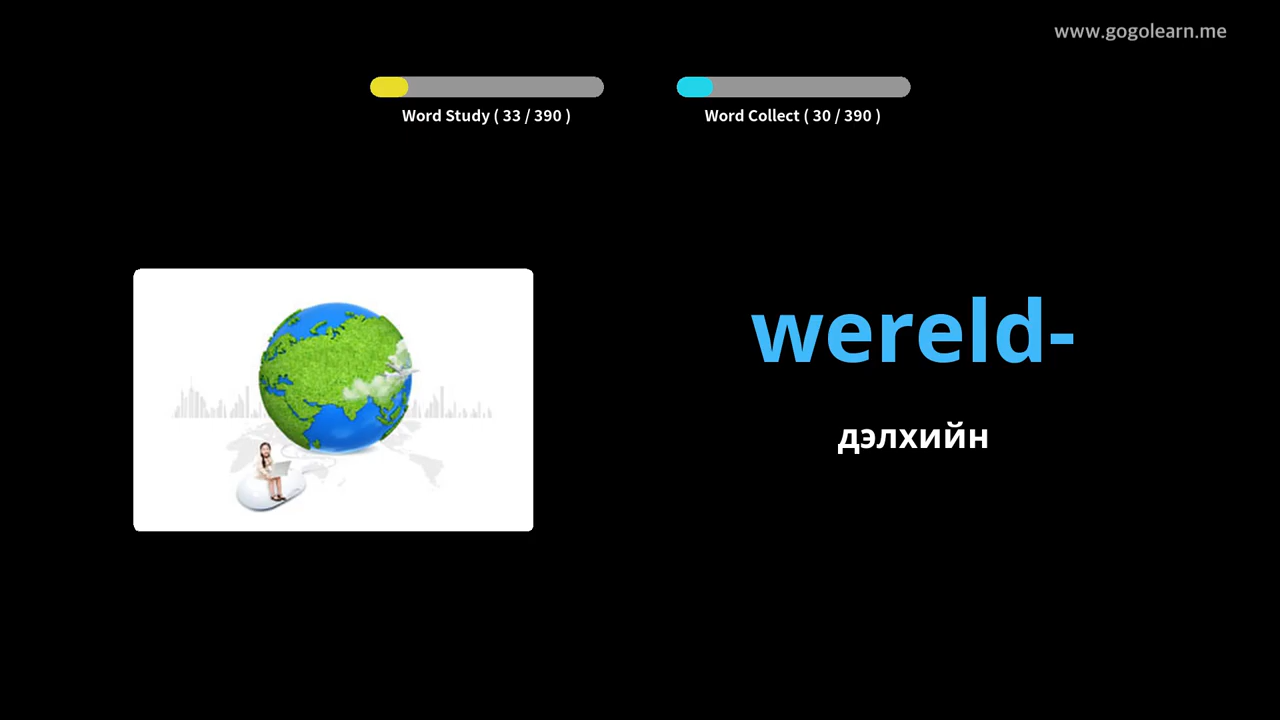 www.gogolearn.me
Word Study ( 33 / 390 )
Word Collect ( 30 / 390 )
wereld-
дэлхийн